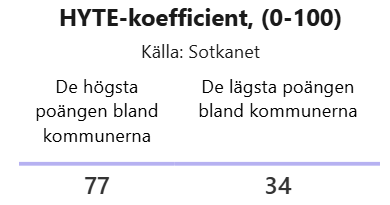 HYTE-koefficient, (0-100)
Källa: Sotkanet
De högsta
poängen bland
kommunerna
De lägsta poängen
bland kommunerna
77
34